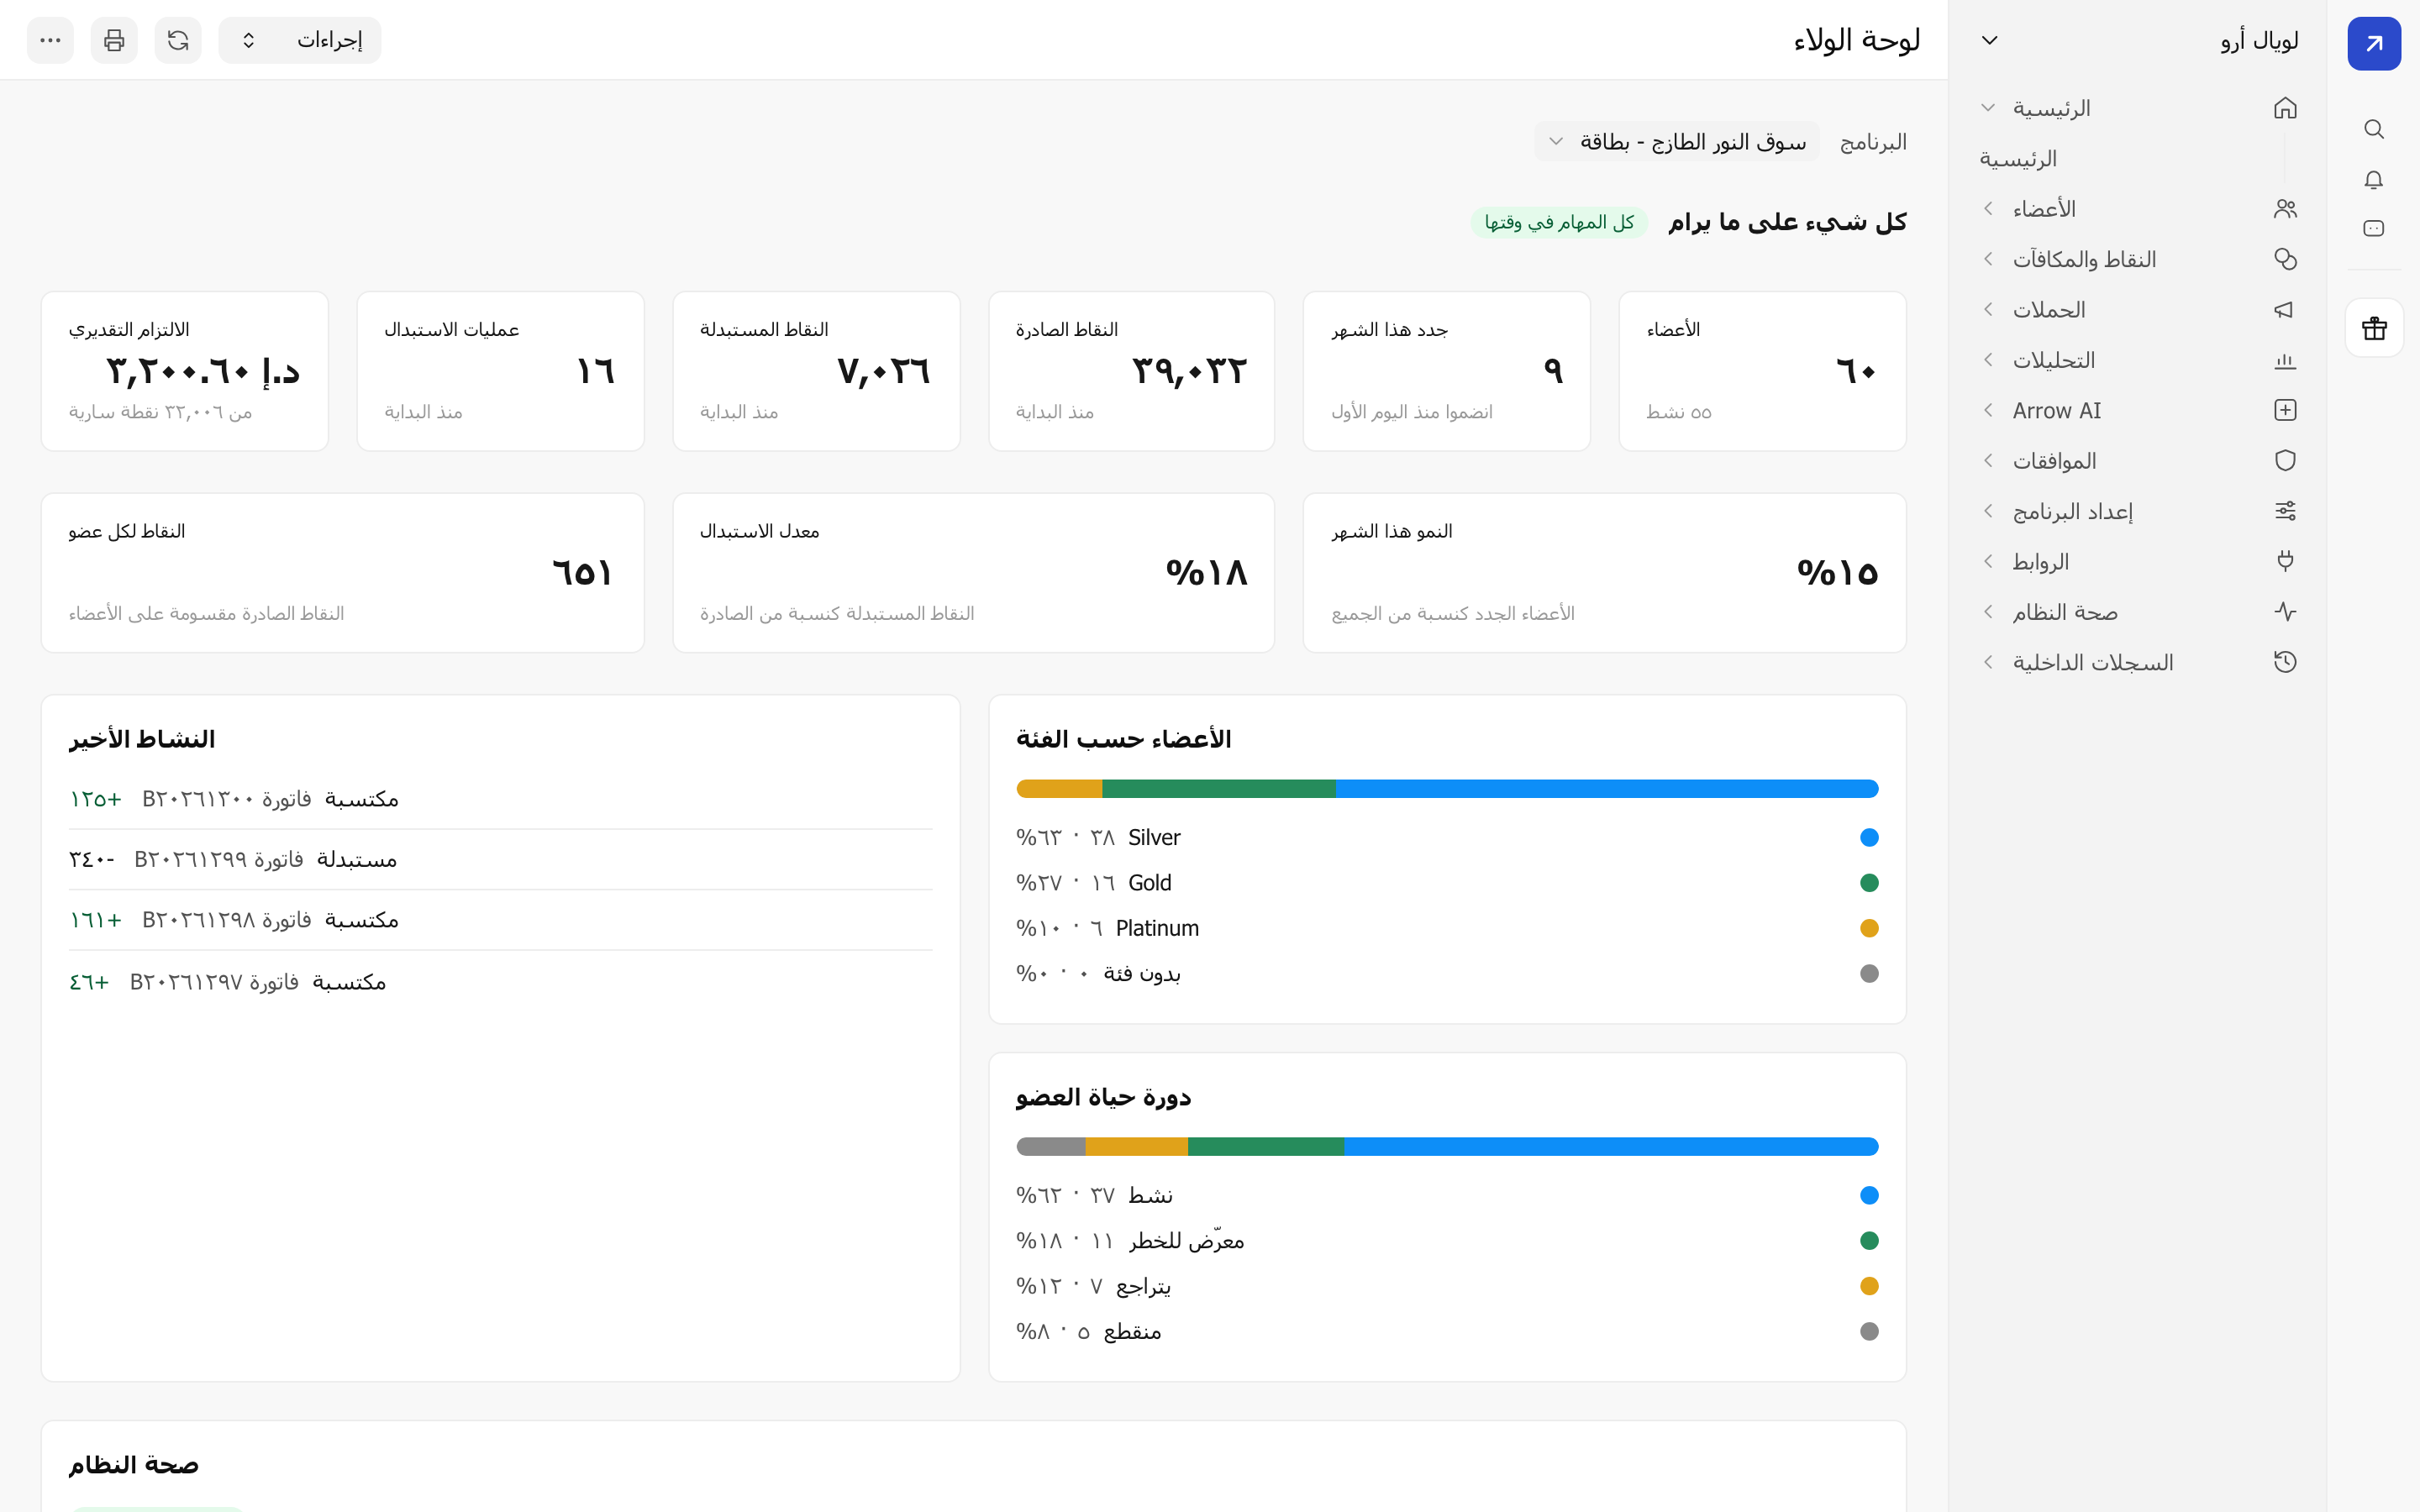 لويال أرو
الرئيسية
الرئيسية
الأعضاء
النقاط والمكافآت
الحملات
التحليلات
Arrow AI
الموافقات
إعداد البرنامج
الروابط
صحة النظام
السجلات الداخلية
لوحة الولاء
إجراءات
البرنامج سوق النور الطازج - بطاقة
كل شيء على ما يرام كل المهام في وقتها
الأعضاء
٦٠
٥٥ نشط
جدد هذا الشهر
٩
انضموا منذ اليوم الأول
النقاط الصادرة
٣٩,٠٣٢
منذ البداية
النقاط المستبدلة
٧,٠٢٦
منذ البداية
عمليات الاستبدال
١٦
منذ البداية
الالتزام التقديري
د.إ ٣,٢٠٠.٦٠
من ٣٢,٠٠٦ نقطة سارية
النمو هذا الشهر
١٥%
الأعضاء الجدد كنسبة من الجميع
معدل الاستبدال
١٨%
النقاط المستبدلة كنسبة من الصادرة
النقاط لكل عضو
٦٥١
النقاط الصادرة مقسومة على الأعضاء
الأعضاء حسب الفئة
Silver ٣٨ · ٦٣%
Gold ١٦ · ٢٧%
Platinum ٦ · ١٠%
بدون فئة ٠ · ٠%
دورة حياة العضو
نشط ٣٧ · ٦٢%
معرّض للخطر ١١ · ١٨%
يتراجع ٧ · ١٢%
منقطع ٥ · ٨%
النشاط الأخير
مكتسبة فاتورة B٢٠٢٦١٣٠٠ +١٢٥
مستبدلة فاتورة B٢٠٢٦١٢٩٩ -٣٤٠
مكتسبة فاتورة B٢٠٢٦١٢٩٨ +١٦١
مكتسبة فاتورة B٢٠٢٦١٢٩٧ +٤٦
صحة النظام